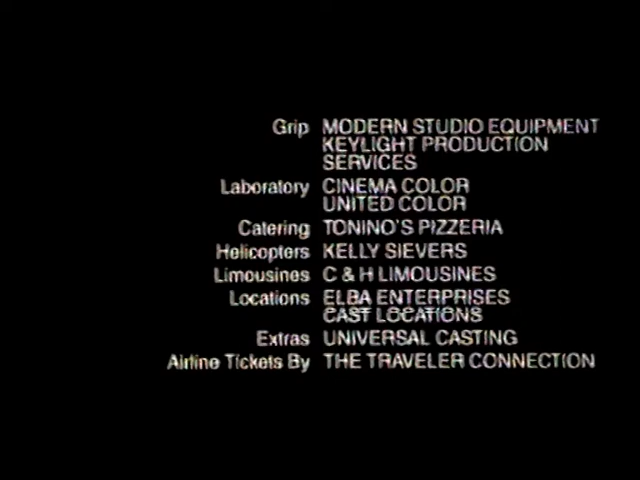 Grip MODERN STUDIO EQUIPMENT
KEYLIGHT PRODUCTION
SERVICES
Laboratory CINEMA COLOR
UNITED COLOR
Catering TONINO'S PIZZERIA
Helicopters KELLY SIEVERS
Limousines C & H LIMOUSINES
Locations ELBA ENTERPRISES
CAST LOCATIONS
Extras UNIVERSAL CASTING
Airline Tickets By THE TRAVELER CONNECTION